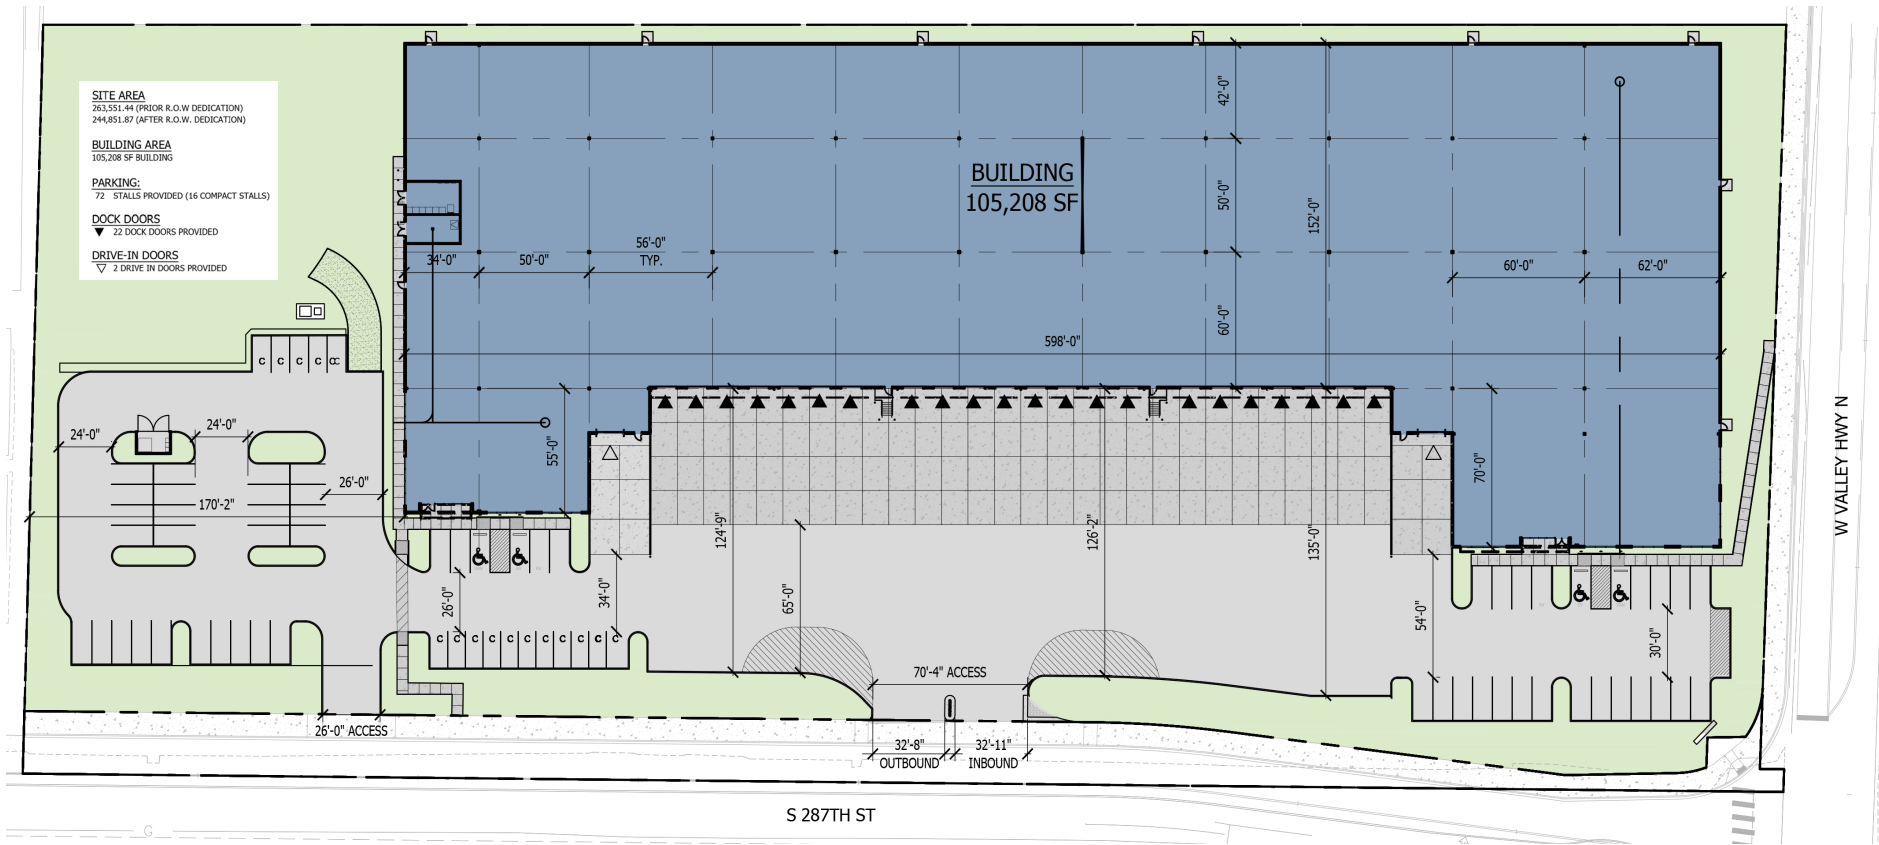 SITE AREA
263,551.44 (PRIOR R.O.W DEDICATION)
244,851.87 (AFTER R.O.W. DEDICATION)
BUILDING AREA
105,208 SF BUILDING
PARKING:
72 STALLS PROVIDED (16 COMPACT STALLS)
DOCK DOORS
22 DOCK DOORS PROVIDED
DRIVE-IN DOORS
2 DRIVE IN DOORS PROVIDED
BUILDING
105,208 SF
42'-0"
50'-0"
152'-0"
60'-0"
34'-0"
50'-0"
56'-0"
TYP.
60'-0"
62'-0"
598'-0"
C C C C C C
24'-0"
24'-0"
26'-0"
170'-2"
55'-0"
70'-0"
124'-9"
126'-2"
135'-0"
26'-0"
34'-0"
65'-0"
54'-0"
30'-0"
C C C C C C C C C C C
70'-4" ACCESS
26'-0" ACCESS
32'-8"
OUTBOUND
32'-11"
INBOUND
S 287TH ST
W VALLEY HWY N
G